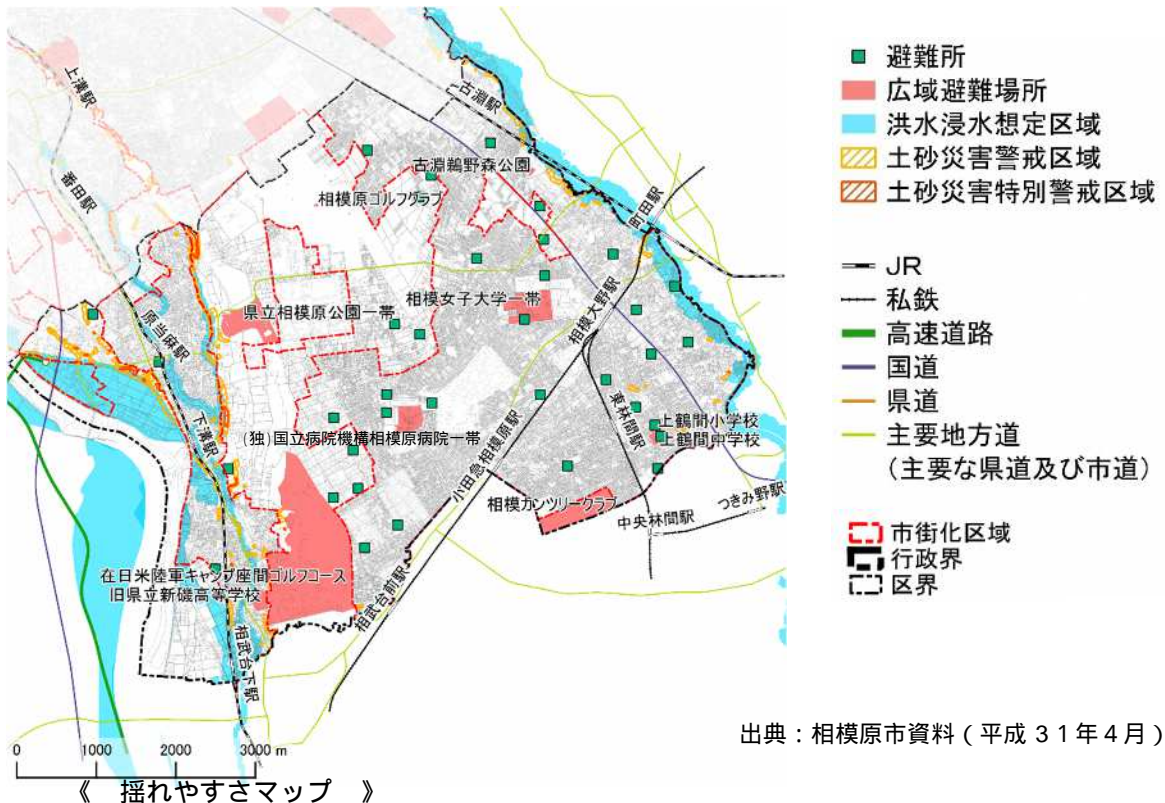 上溝駅
番田駅
古淵駅
古淵鵜野森公園
相模原ゴルフクラブ
町田駅
相模女子大学一帯
相模大野駅
県立相模原公園一帯
原当麻駅
下溝駅
東林間駅
上鶴間小学校
上鶴間中学校
(独)国立病院機構相模原病院一帯
小田急相模原駅
相模カンツリークラブ
つきみ野駅
中央林間駅
在日米陸軍キャンプ座間ゴルフコース
旧県立新磯高等学校
相武台前駅
相武台下駅
0 1000 2000 3000 m
避難所
広域避難場所
洪水浸水想定区域
土砂災害警戒区域
土砂災害特別警戒区域
JR
私鉄
高速道路
国道
県道
主要地方道
(主要な県道及び市道)
市街化区域
行政界
区界
出典：相模原市資料（平成３１年４月）
《　揺れやすさマップ　》